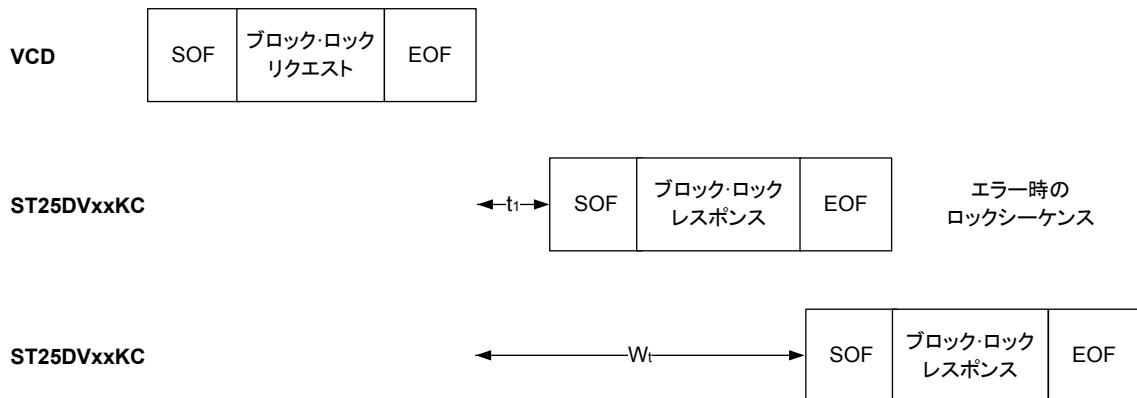 VCD
SOF
ブロック·ロック
リクエスト
EOF
ST25DVxxKC
t1
SOF
ブロック·ロック
レスポンス
EOF
エラー時の
ロックシーケンス
ST25DVxxKC
Wt
SOF
ブロック·ロック
レスポンス
EOF